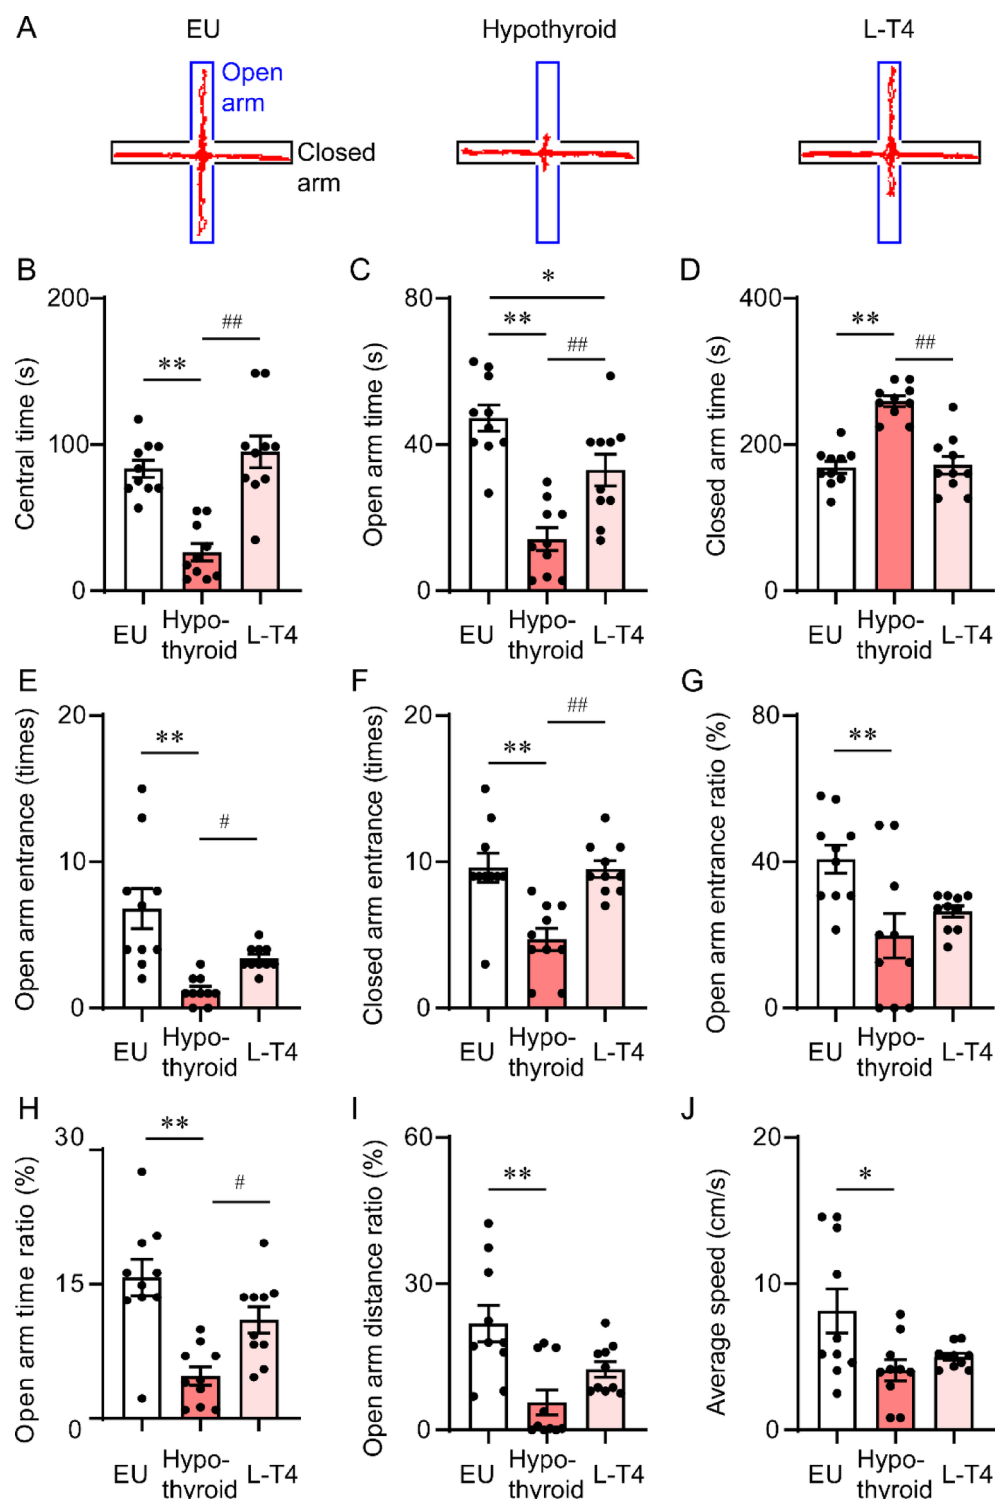 A
EU
Hypothyroid
L-T4
Open
arm
Closed
arm
B
Central time (s)
200
100
0
**
##
EU
Hypo-
thyroid
L-T4
C
Open arm time (s)
80
40
0
*
**
##
EU
Hypo-
thyroid
L-T4
D
Closed arm time (s)
400
200
0
**
##
EU
Hypo-
thyroid
L-T4
E
Open arm entrance (times)
20
10
0
**
#
EU
Hypo-
thyroid
L-T4
F
Closed arm entrance (times)
20
10
0
**
##
EU
Hypo-
thyroid
L-T4
G
Open arm entrance ratio (%)
80
40
0
**
EU
Hypo-
thyroid
L-T4
H
Open arm time ratio (%)
30
15
0
**
#
EU
Hypo-
thyroid
L-T4
I
Open arm distance ratio (%)
60
30
0
**
EU
Hypo-
thyroid
L-T4
J
Average speed (cm/s)
20
10
0
*
EU
Hypo-
thyroid
L-T4